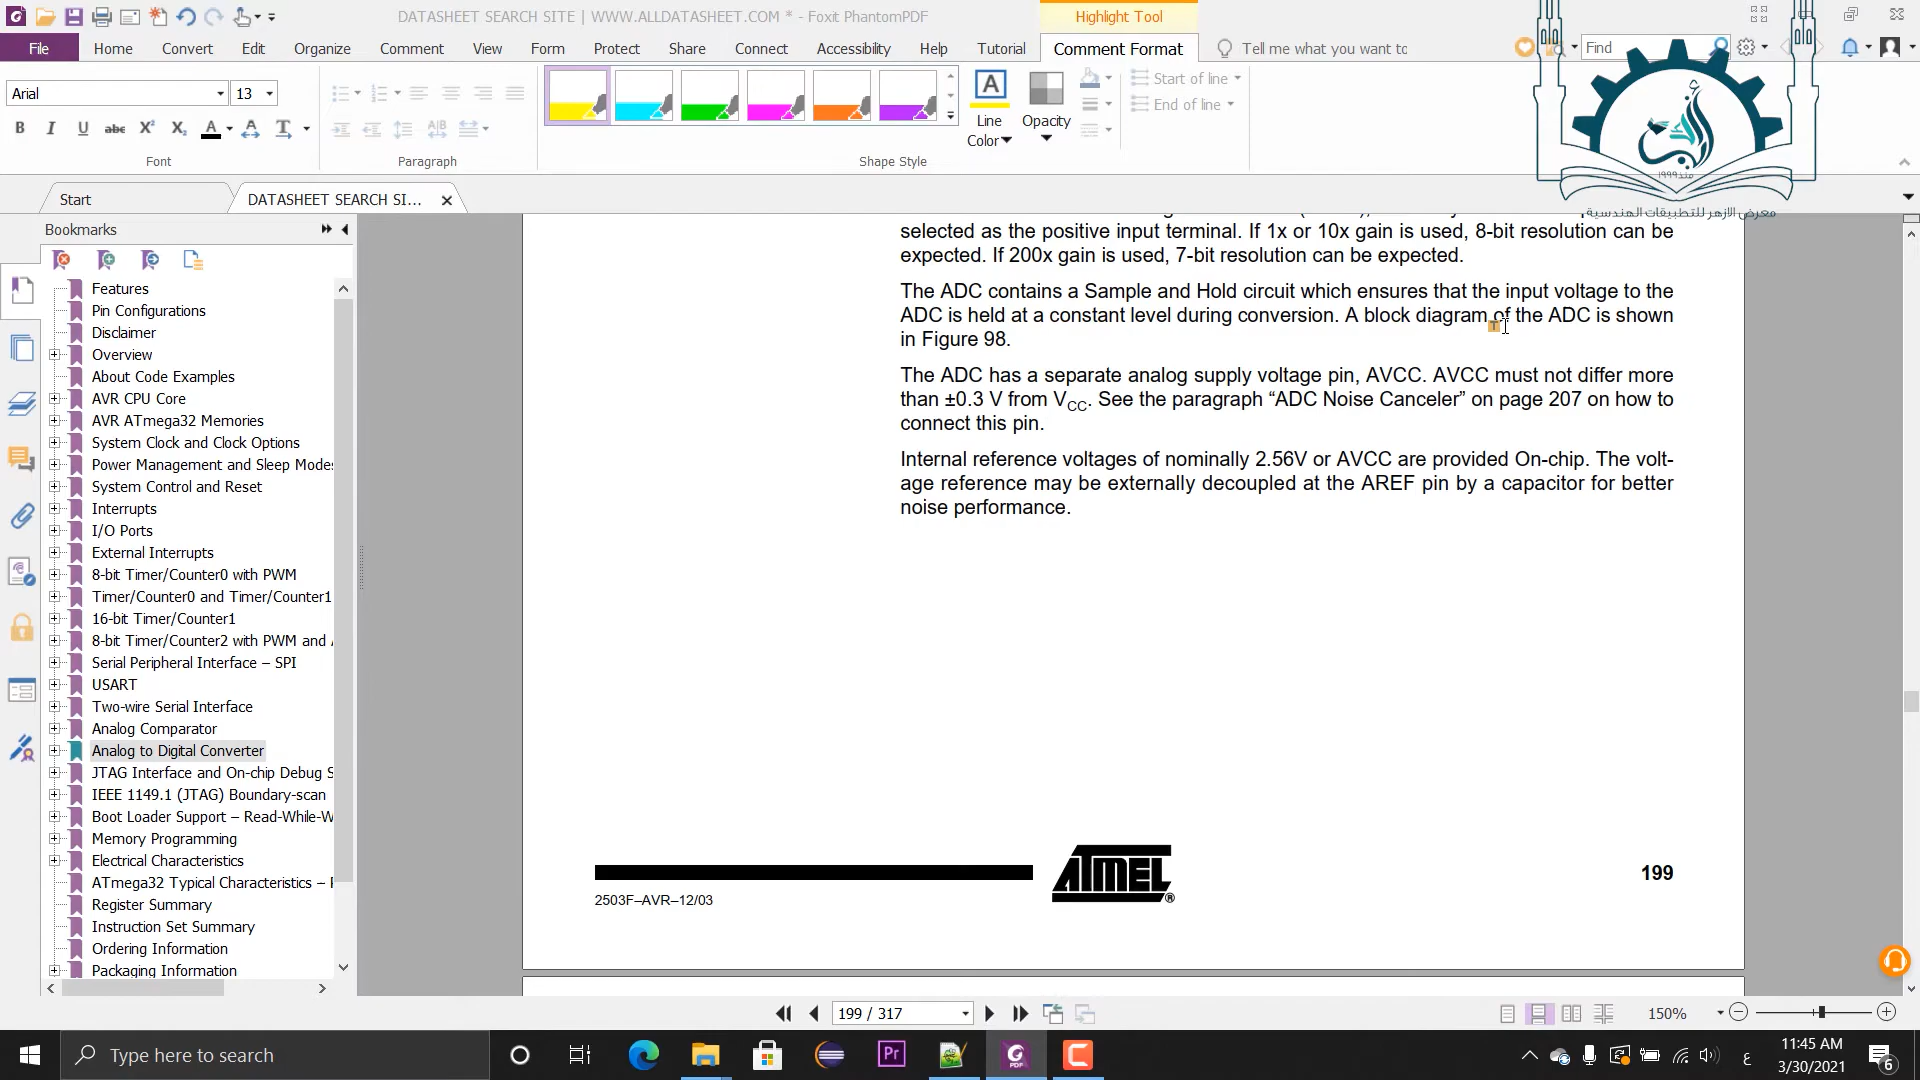 DATASHEET SEARCH SITE | WWW.ALLDATASHEET.COM * - Foxit PhantomPDF
Highlight Tool
File Home Convert Edit Organize Comment View Form Protect Share Connect Accessibility Help Tutorial Comment Format Tell me what you want to Find
Arial 13
Start of line
End of line
Line Color
Opacity
B I U abc X² X₂ A A T
Font Paragraph Shape Style
منذ ١٩٩٩
معرض الازهر للتطبيقات الهندسية
Start DATASHEET SEARCH SI...
Bookmarks
Features
Pin Configurations
Disclaimer
Overview
About Code Examples
AVR CPU Core
AVR ATmega32 Memories
System Clock and Clock Options
Power Management and Sleep Modes
System Control and Reset
Interrupts
I/O Ports
External Interrupts
8-bit Timer/Counter0 with PWM
Timer/Counter0 and Timer/Counter1
16-bit Timer/Counter1
8-bit Timer/Counter2 with PWM and
Serial Peripheral Interface – SPI
USART
Two-wire Serial Interface
Analog Comparator
Analog to Digital Converter
JTAG Interface and On-chip Debug S
IEEE 1149.1 (JTAG) Boundary-scan
Boot Loader Support – Read-While-W
Memory Programming
Electrical Characteristics
ATmega32 Typical Characteristics –
Register Summary
Instruction Set Summary
Ordering Information
Packaging Information
selected as the positive input terminal. If 1x or 10x gain is used, 8-bit resolution can be
expected. If 200x gain is used, 7-bit resolution can be expected.
The ADC contains a Sample and Hold circuit which ensures that the input voltage to the
ADC is held at a constant level during conversion. A block diagram of the ADC is shown
in Figure 98.
The ADC has a separate analog supply voltage pin, AVCC. AVCC must not differ more
than ±0.3 V from VCC. See the paragraph “ADC Noise Canceler” on page 207 on how to
connect this pin.
Internal reference voltages of nominally 2.56V or AVCC are provided On-chip. The volt-
age reference may be externally decoupled at the AREF pin by a capacitor for better
noise performance.
ATMEL®
199
2503F–AVR–12/03
199 / 317
150%
Type here to search
Pr
PDF
ع
11:45 AM
3/30/2021
6